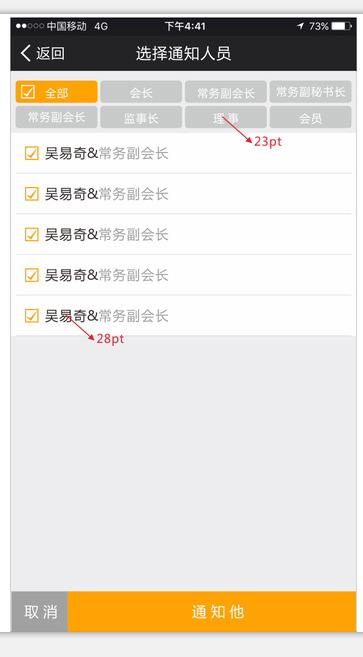 中国移动 4G 下午4:41 73%
返回 选择通知人员
全部 会长 常务副会长 常务副秘书长
常务副会长 监事长 理事 会员
23pt
吴易奇&常务副会长
吴易奇&常务副会长
吴易奇&常务副会长
吴易奇&常务副会长
吴易奇&常务副会长
28pt
取消 通知他